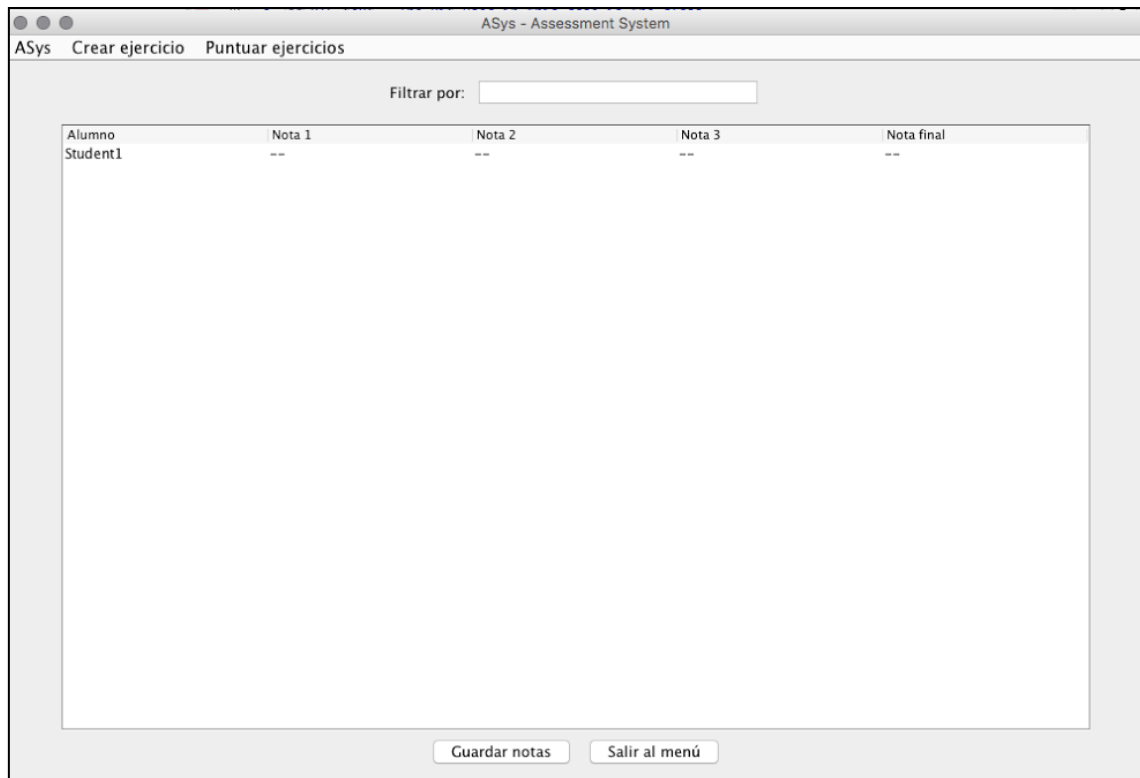 ASys - Assessment System
ASys Crear ejercicio Puntuar ejercicios
Filtrar por:
Alumno Nota 1 Nota 2 Nota 3 Nota final
Student1 -- -- -- --
Guardar notas Salir al menú